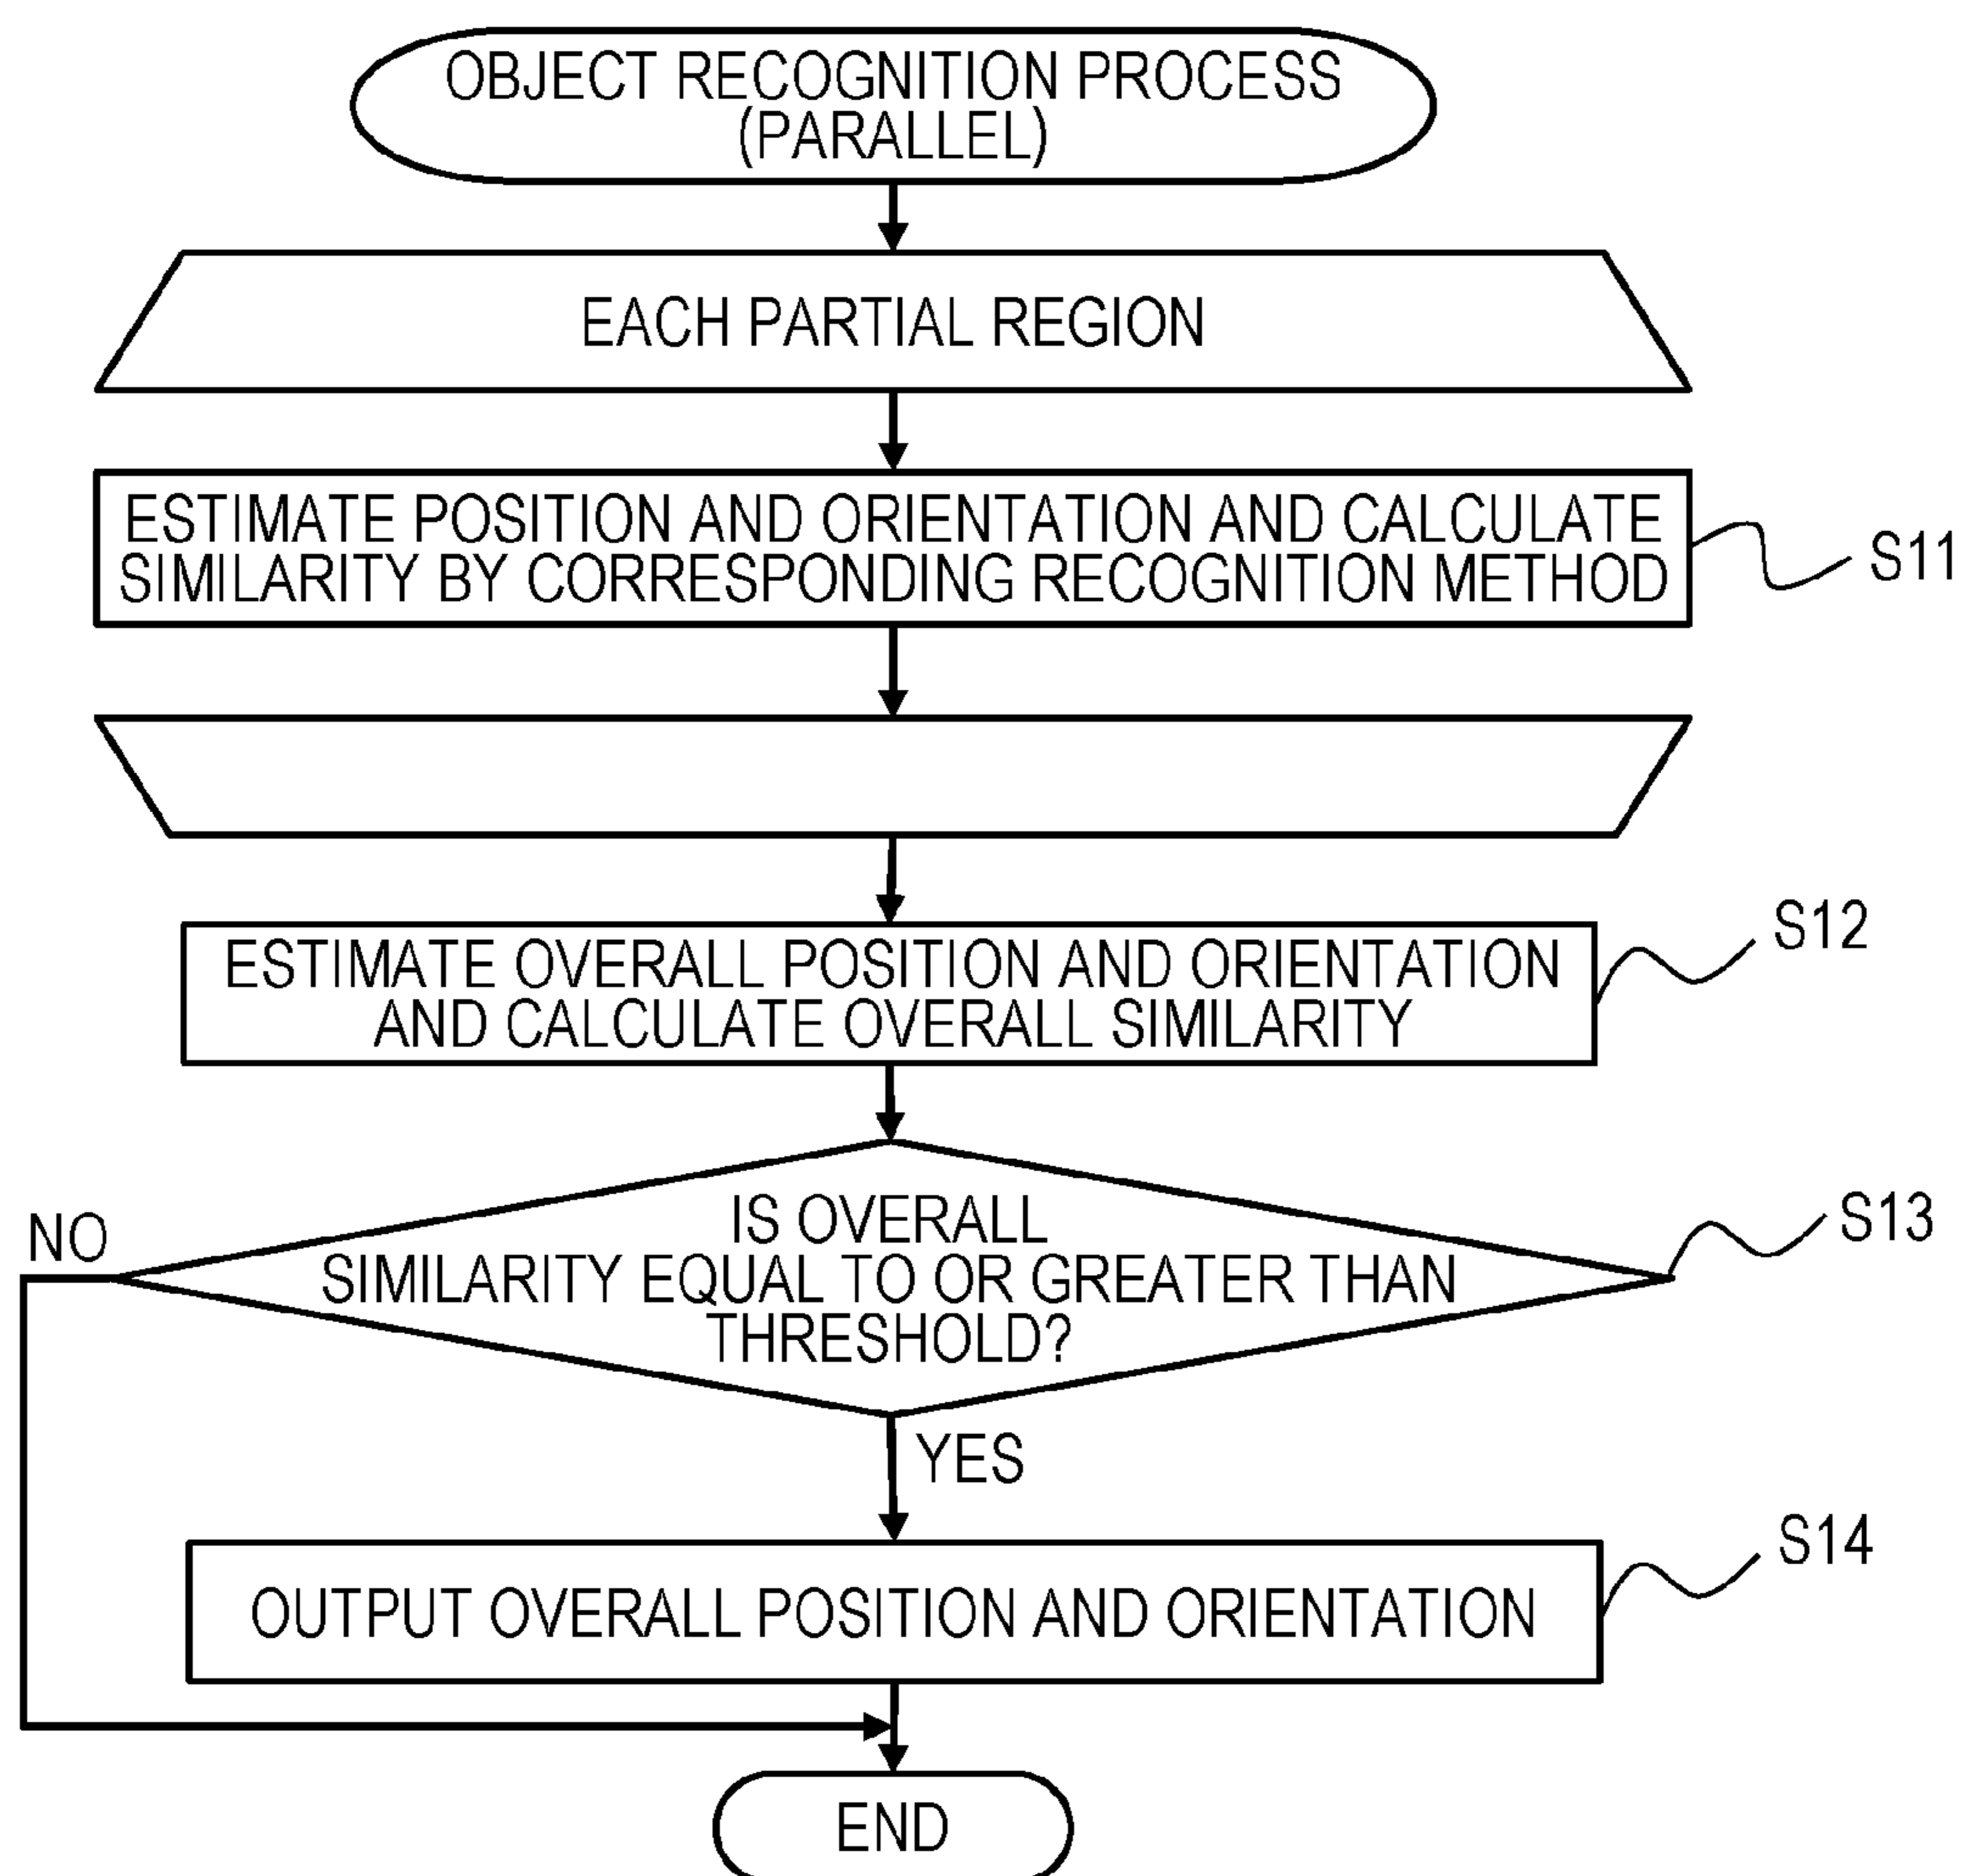 OBJECT RECOGNITION PROCESS
(PARALLEL)
EACH PARTIAL REGION
ESTIMATE POSITION AND ORIENTATION AND CALCULATE
SIMILARITY BY CORRESPONDING RECOGNITION METHOD
S11
ESTIMATE OVERALL POSITION AND ORIENTATION
AND CALCULATE OVERALL SIMILARITY
S12
IS OVERALL
SIMILARITY EQUAL TO OR GREATER THAN
THRESHOLD?
S13
NO
YES
OUTPUT OVERALL POSITION AND ORIENTATION
S14
END